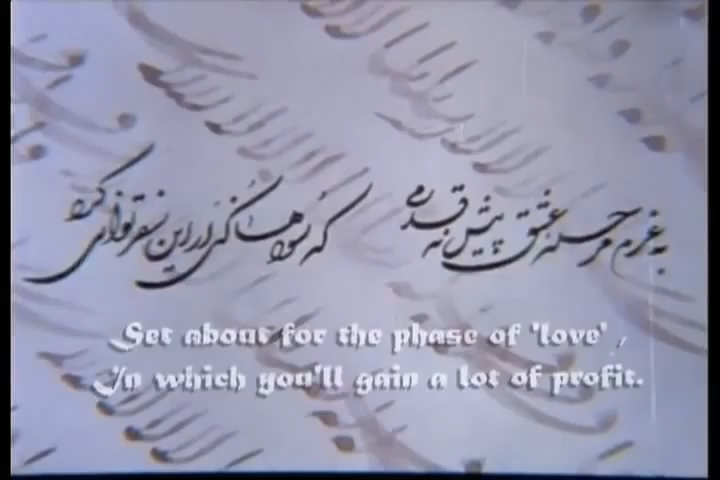 به عزم مرحله عشق پیش نه قدمی که سودها کنی ار این سفر توانی کرد
Set about for the phase of 'love',
In which you'll gain a lot of profit.